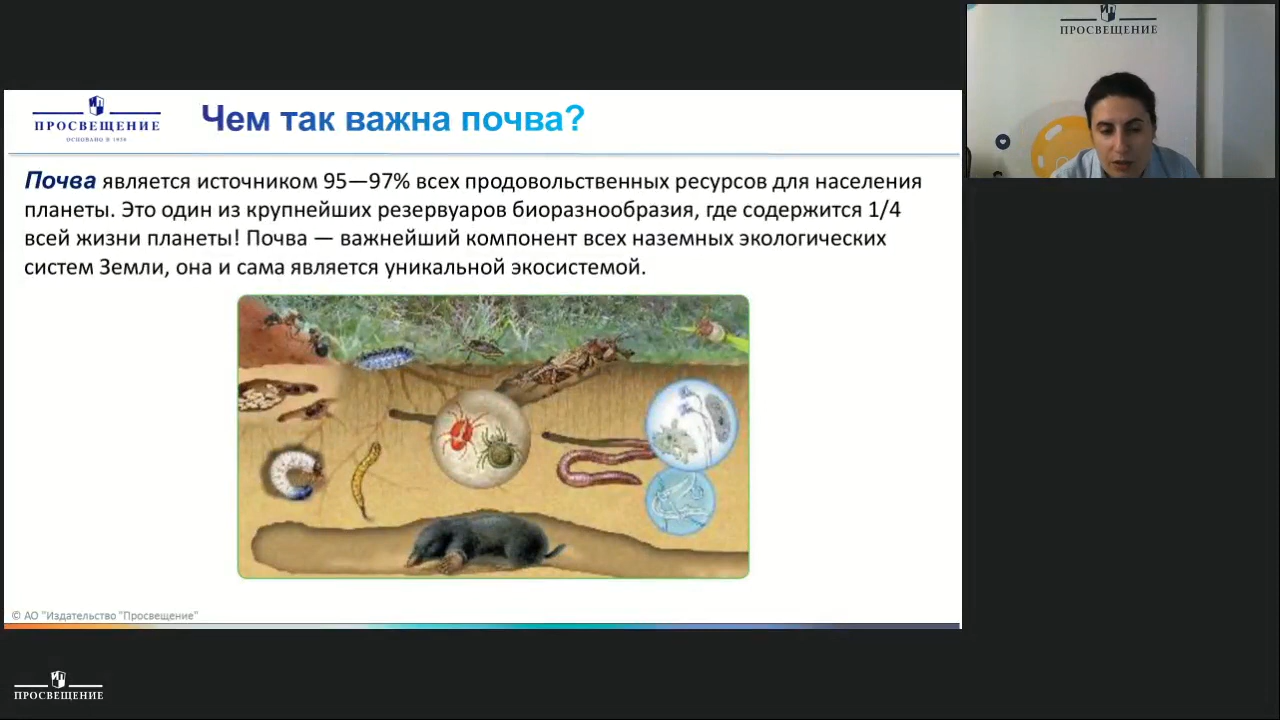 ПРОСВЕЩЕНИЕ
ПРОСВЕЩЕНИЕ
ОСНОВАНО В 1930
Чем так важна почва?
Почва является источником 95—97% всех продовольственных ресурсов для населения
планеты. Это один из крупнейших резервуаров биоразнообразия, где содержится 1/4
всей жизни планеты! Почва — важнейший компонент всех наземных экологических
систем Земли, она и сама является уникальной экосистемой.
© АО "Издательство "Просвещение"
ПРОСВЕЩЕНИЕ